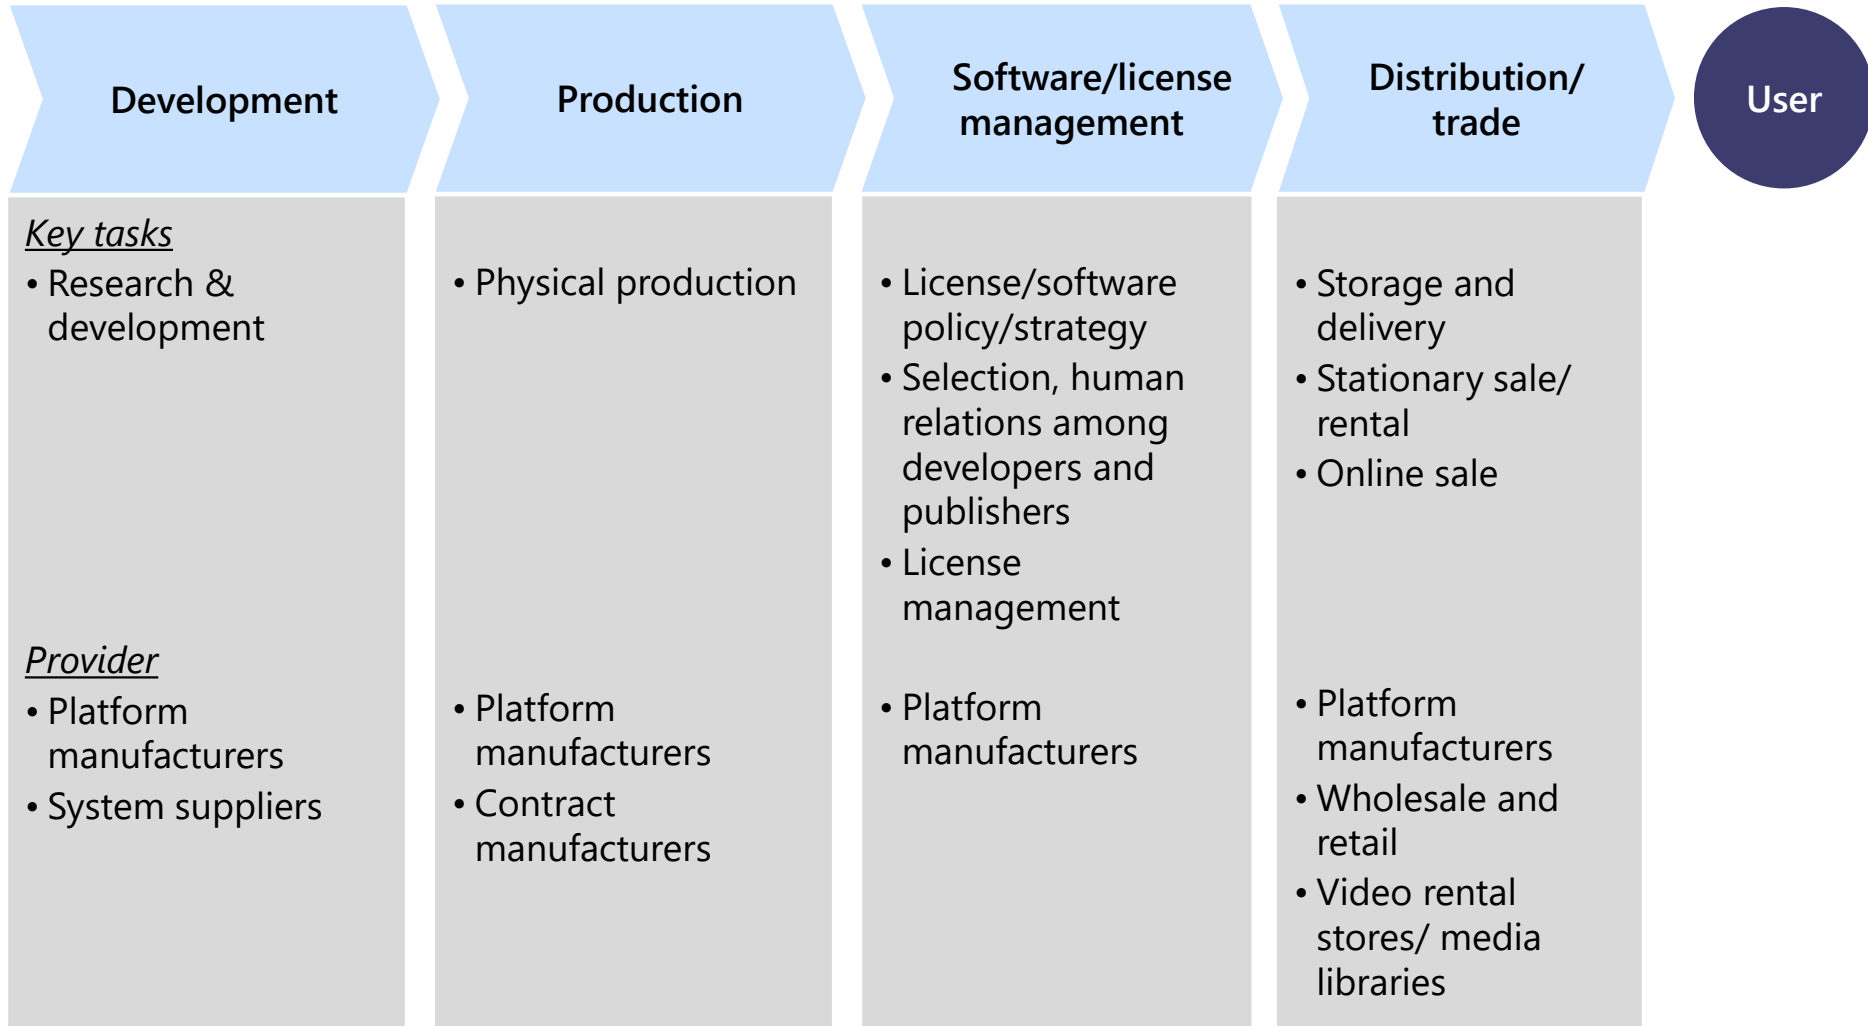 Development
Production
Software/license
management
Distribution/
trade
User
Key tasks
• Research &
development
• Physical production
• License/software
policy/strategy
• Selection, human
relations among
developers and
publishers
• License
management
• Storage and
delivery
• Stationary sale/
rental
• Online sale
Provider
• Platform
manufacturers
• System suppliers
• Platform
manufacturers
• Contract
manufacturers
• Platform
manufacturers
• Platform
manufacturers
• Wholesale and
retail
• Video rental
stores/ media
libraries